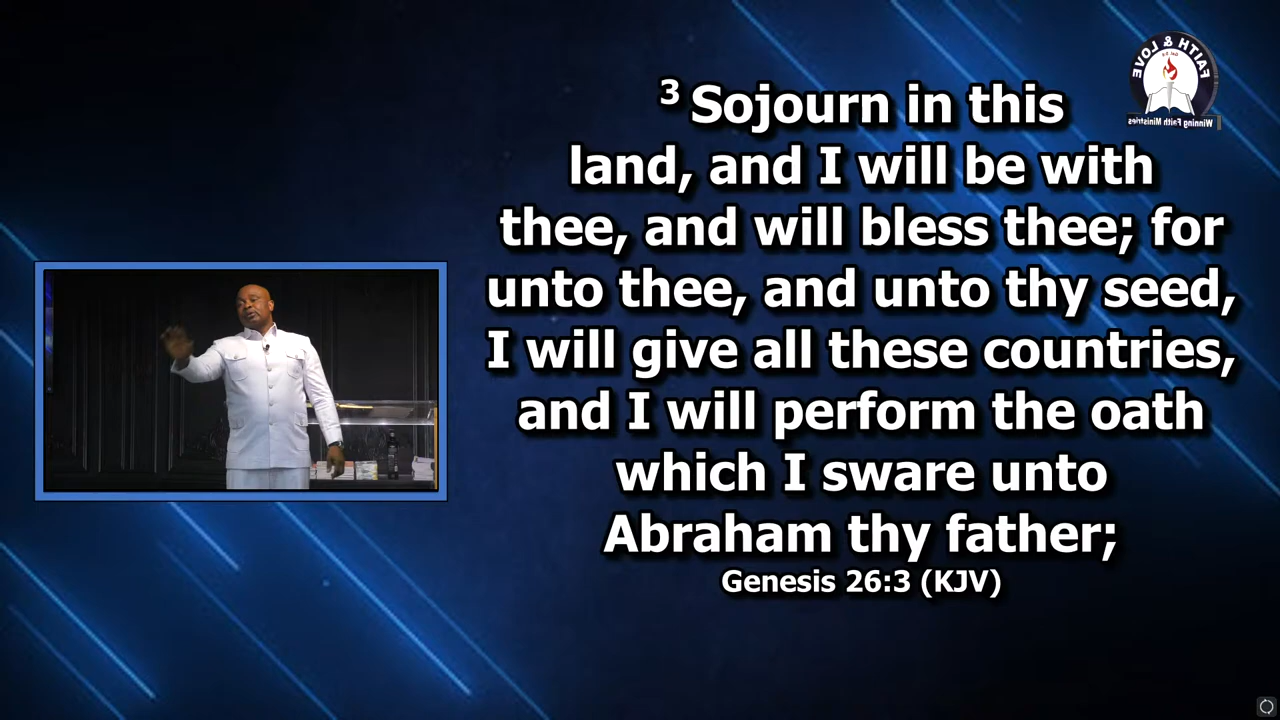 3 Sojourn in this
land, and I will be with
thee, and will bless thee; for
unto thee, and unto thy seed,
I will give all these countries,
and I will perform the oath
which I sware unto
Abraham thy father;
Genesis 26:3 (KJV)
FAITH & LOVE
Winning Faith Ministries